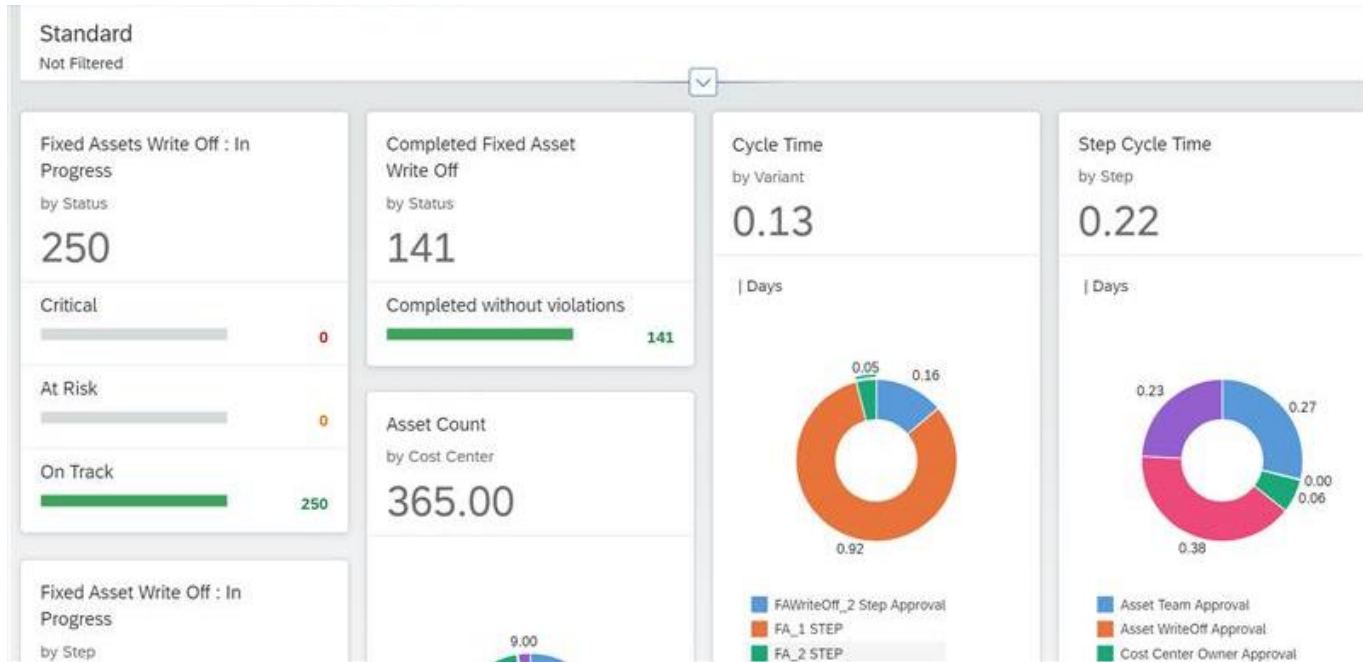 Standard
Not Filtered
Fixed Assets Write Off : In
Progress
by Status
250
Critical
0
At Risk
0
On Track
250
Fixed Asset Write Off : In
Progress
by Step
Completed Fixed Asset
Write Off
by Status
141
Completed without violations
141
Asset Count
by Cost Center
365.00
9.00
Cycle Time
by Variant
0.13
| Days
0.05
0.16
0.92
FAWriteOff_2 Step Approval
FA_1 STEP
FA_2 STEP
Step Cycle Time
by Step
0.22
| Days
0.23
0.27
0.00
0.06
0.38
Asset Team Approval
Asset WriteOff Approval
Cost Center Owner Approval